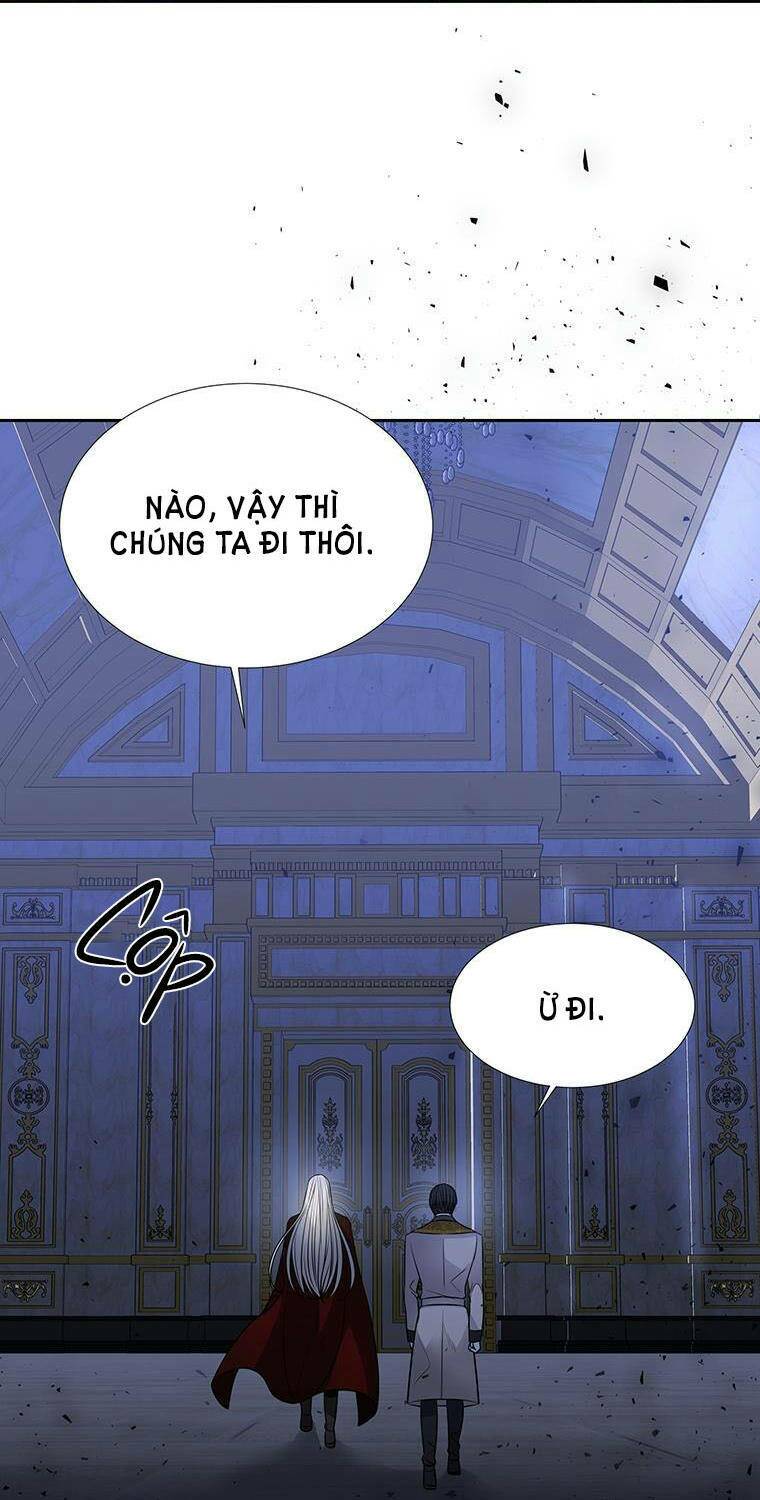 NÀO, VẬY THÌ
CHÚNG TA ĐI THÔI.
CỘP
Ừ ĐI.